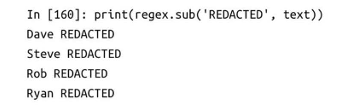 In [160]: print(regex.sub('REDACTED', text))
Dave REDACTED
Steve REDACTED
Rob REDACTED
Ryan REDACTED